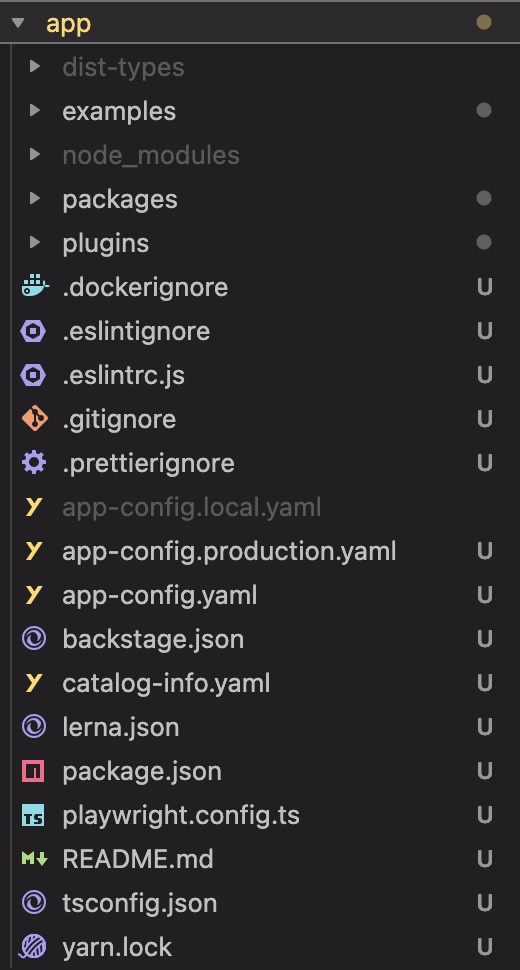 app
dist-types
examples
node_modules
packages
plugins
.dockerignore U
.eslintignore U
.eslintrc.js U
.gitignore U
.prettierignore U
Y app-config.local.yaml
Y app-config.production.yaml U
Y app-config.yaml U
backstage.json U
Y catalog-info.yaml U
lerna.json U
package.json U
TS playwright.config.ts U
M README.md U
tsconfig.json U
yarn.lock U